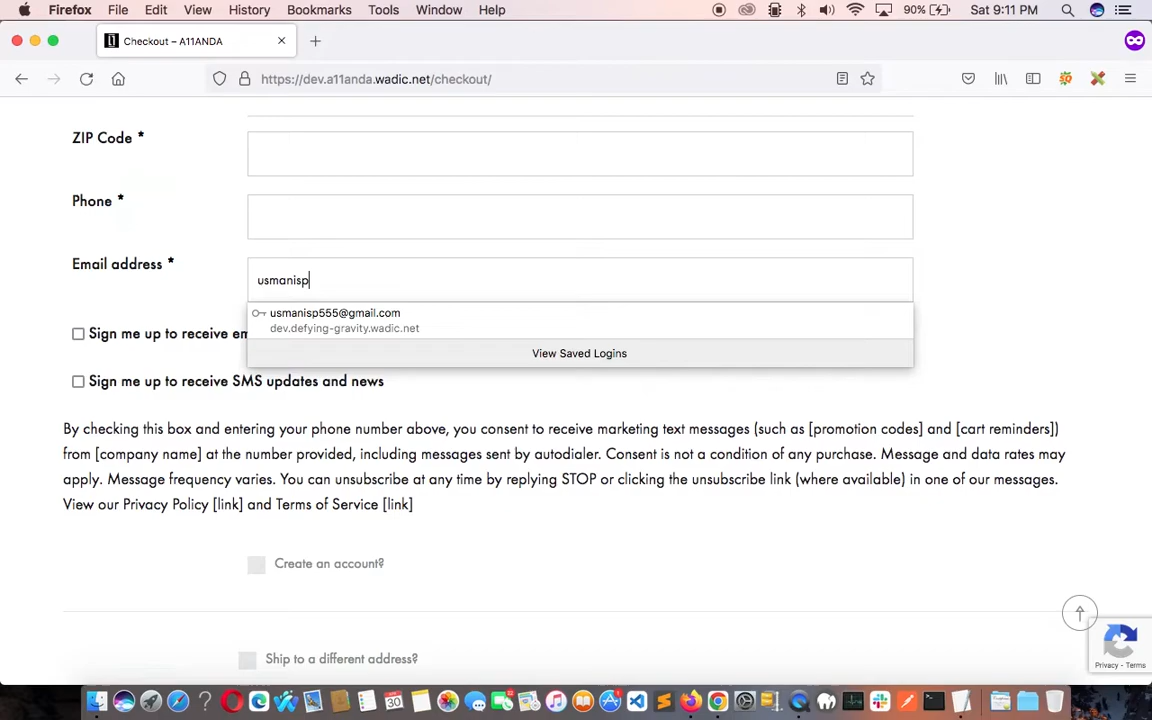 Firefox File Edit View History Bookmarks Tools Window Help 90% Sat 9:11 PM
Checkout – A11ANDA
https://dev.a11anda.wadic.net/checkout/
ZIP Code *
Phone *
Email address *
usmanisp
usmanisp555@gmail.com
dev.defying-gravity.wadic.net
View Saved Logins
Sign me up to receive em
Sign me up to receive SMS updates and news
By checking this box and entering your phone number above, you consent to receive marketing text messages (such as [promotion codes] and [cart reminders])
from [company name] at the number provided, including messages sent by autodialer. Consent is not a condition of any purchase. Message and data rates may
apply. Message frequency varies. You can unsubscribe at any time by replying STOP or clicking the unsubscribe link (where available) in one of our messages.
View our Privacy Policy [link] and Terms of Service [link]
Create an account?
Ship to a different address?
Privacy - Terms
30